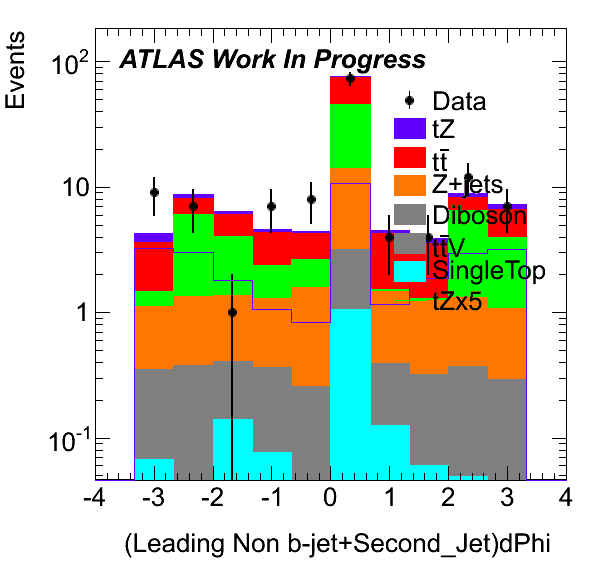 Events
ATLAS Work In Progress
10²
10
1
10⁻¹
Data
tZ
tt̄
Z+jets
Diboson
tt̄V
SingleTop
tZx5
-4 -3 -2 -1 0 1 2 3 4
(Leading Non b-jet+Second_Jet)dPhi